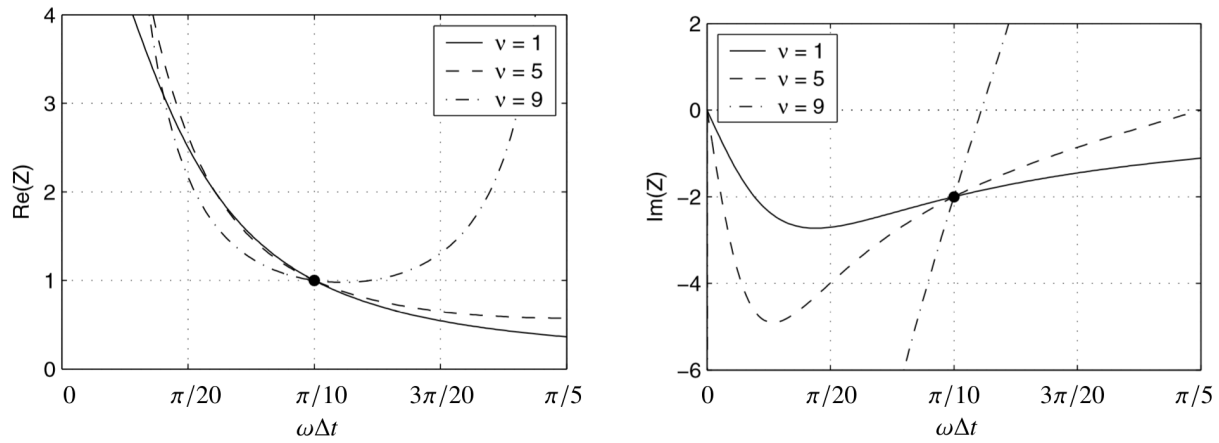 4
3
2
1
0
Re(Z)
ν = 1
ν = 5
ν = 9
0 π/20 π/10 3π/20 π/5
ωΔt
2
0
−2
−4
−6
Im(Z)
ν = 1
ν = 5
ν = 9
0 π/20 π/10 3π/20 π/5
ωΔt